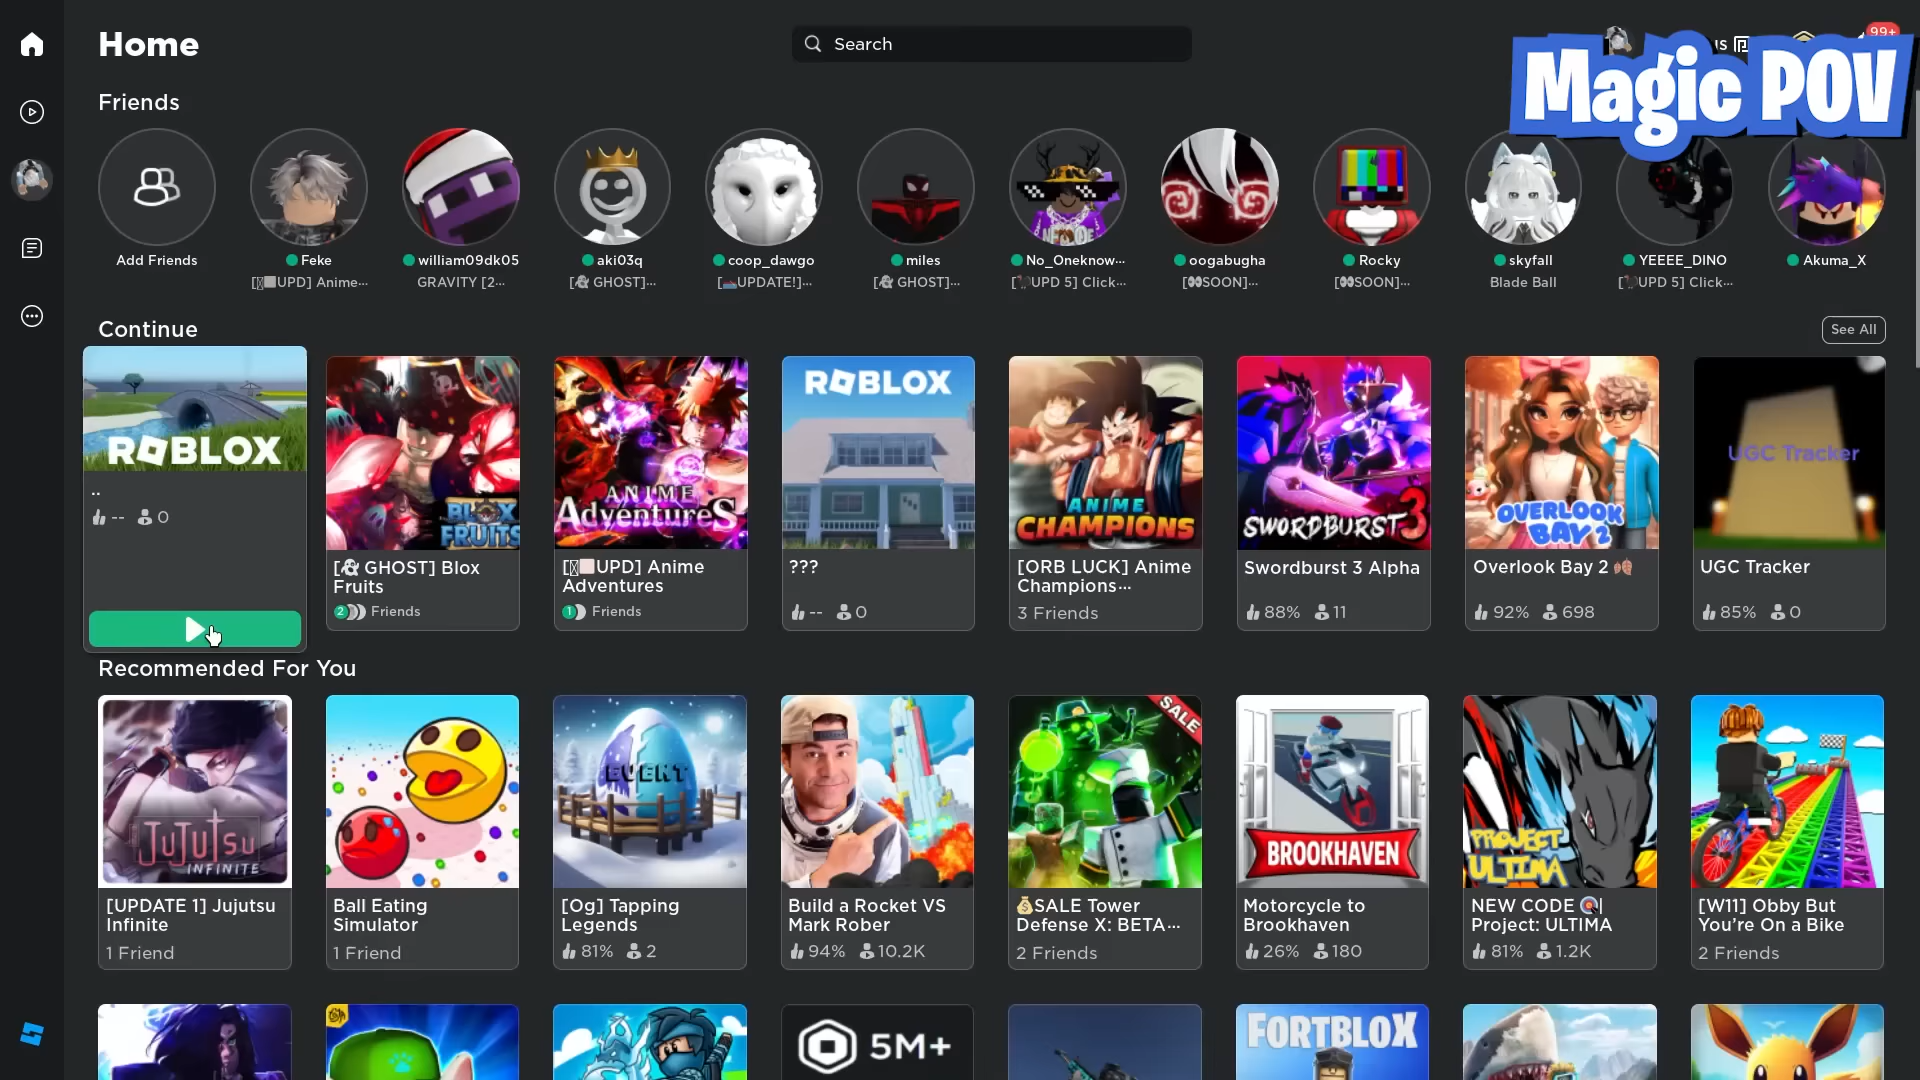 Home
Search
99+
Magic POV
Friends
Add Friends
Feke
UPD] Anime...
william09dk05
GRAVITY [2...
aki03q
[👻 GHOST]...
coop_dawgo
UPDATE!]...
miles
[👻 GHOST]...
No_Oneknow...
UPD 5] Click...
oogabugha
[👀SOON]...
Rocky
[👀SOON]...
skyfall
Blade Ball
YEEEE_DINO
UPD 5] Click...
Akuma_X
Continue
See All
ROBLOX
..
-- 0
BLOX
FRUITS
[👻 GHOST] Blox
Fruits
2 Friends
ANIME
AdventureS
UPD] Anime
Adventures
1 Friends
ROBLOX
???
-- 0
ANIME
CHAMPIONS
[ORB LUCK] Anime
Champions...
3 Friends
SWORDBURST 3
Swordburst 3 Alpha
88% 11
OVERLOOK
BAY 2
Overlook Bay 2 🍂
92% 698
UGC Tracker
UGC Tracker
85% 0
Recommended For You
JUJUTSU
INFINITE
[UPDATE 1] Jujutsu
Infinite
1 Friend
Ball Eating
Simulator
1 Friend
EVENT
[Og] Tapping
Legends
81% 2
Build a Rocket VS
Mark Rober
94% 10.2K
SALE
💰SALE Tower
Defense X: BETA...
2 Friends
BROOKHAVEN
Motorcycle to
Brookhaven
26% 180
PROJECT
ULTIMA
NEW CODE 🎯|
Project: ULTIMA
81% 1.2K
[W11] Obby But
You're On a Bike
2 Friends
5M+
FORTBLOX